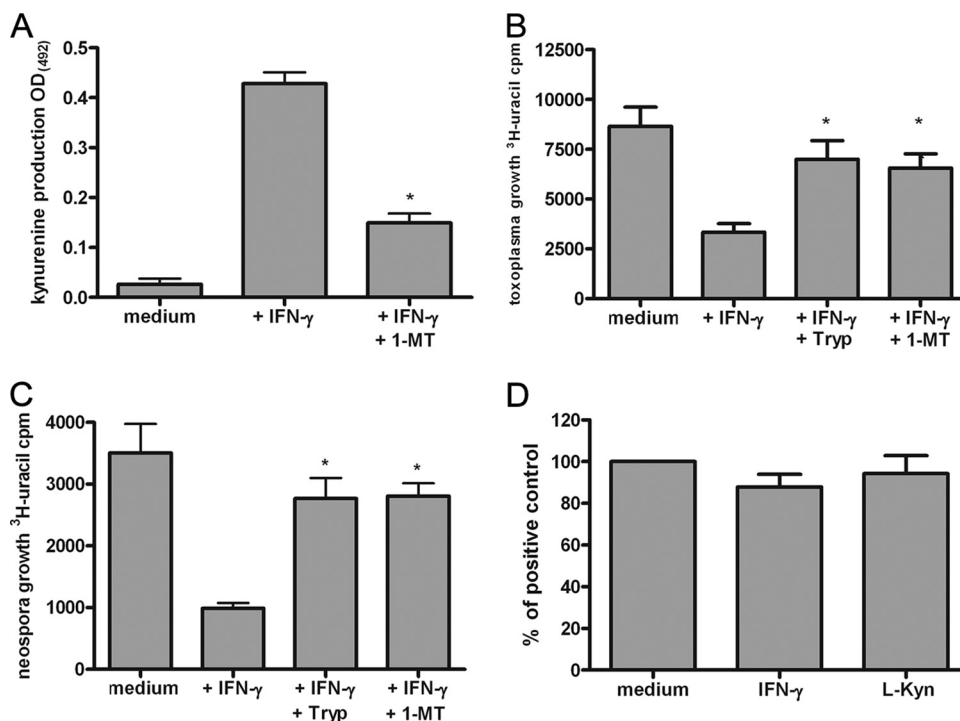 A
kynurenine production OD(492)
0.5
0.4
0.3
0.2
0.1
0.0
*
medium
+ IFN-γ
+ IFN-γ
+ 1-MT
B
toxoplasma growth ³H-uracil cpm
12500
10000
7500
5000
2500
0
*
*
medium
+ IFN-γ
+ IFN-γ
+ Tryp
+ IFN-γ
+ 1-MT
C
neospora growth ³H-uracil cpm
4000
3000
2000
1000
0
*
*
medium
+ IFN-γ
+ IFN-γ
+ Tryp
+ IFN-γ
+ 1-MT
D
% of positive control
120
100
80
60
40
20
0
medium
IFN-γ
L-Kyn